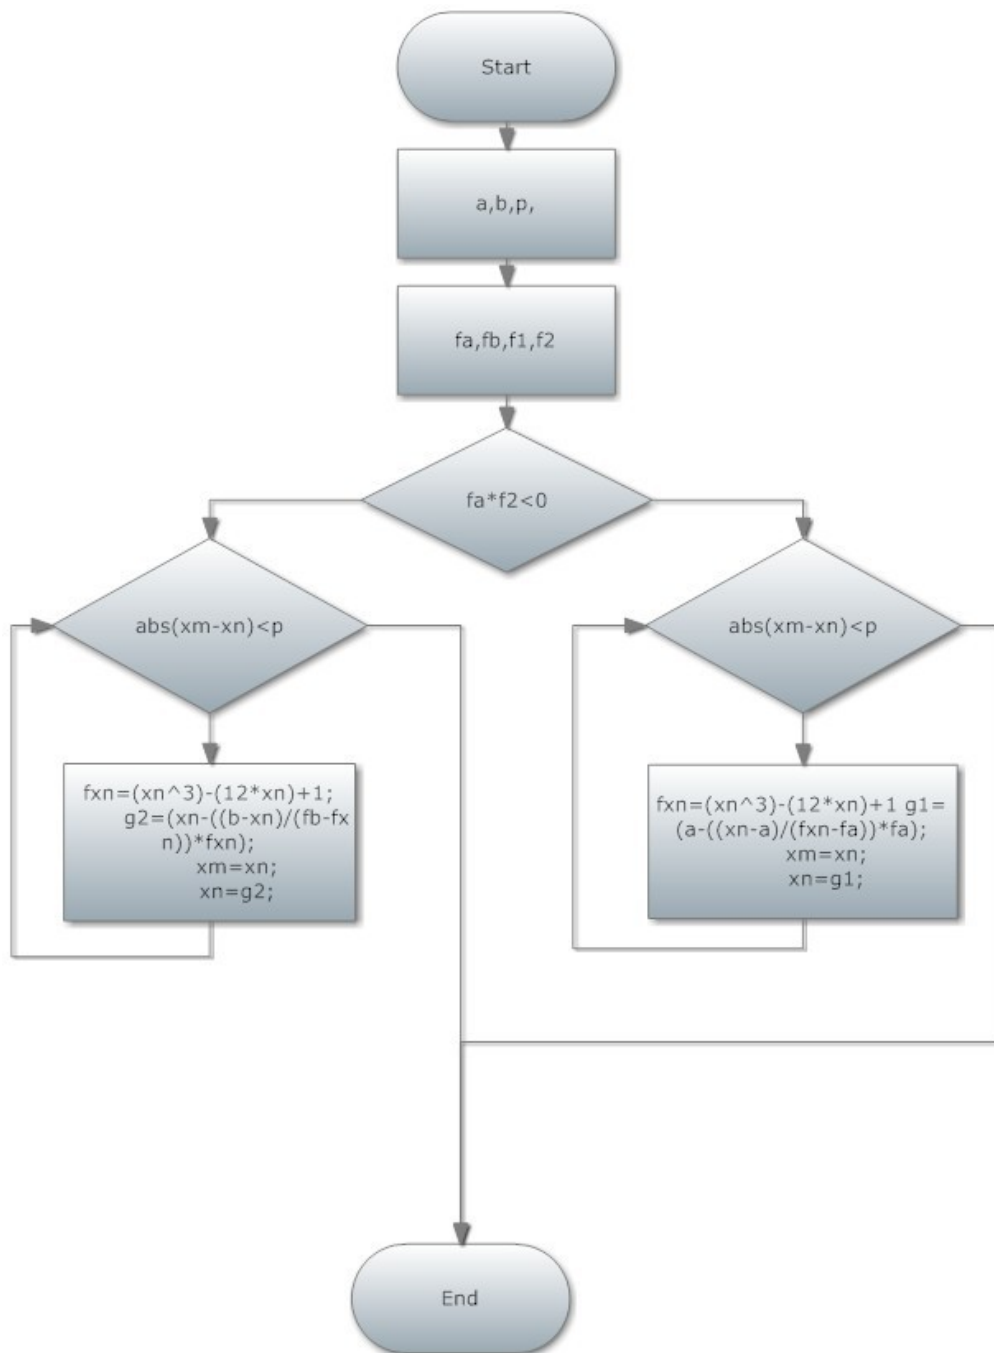 Start
a,b,p,
fa,fb,f1,f2
fa*f2<0
abs(xm-xn)<p
abs(xm-xn)<p
fxn=(xn^3)-(12*xn)+1;
g2=(xn-((b-xn)/(fb-fx
n))*fxn);
xm=xn;
xn=g2;
fxn=(xn^3)-(12*xn)+1 g1=
(a-((xn-a)/(fxn-fa))*fa);
xm=xn;
xn=g1;
End